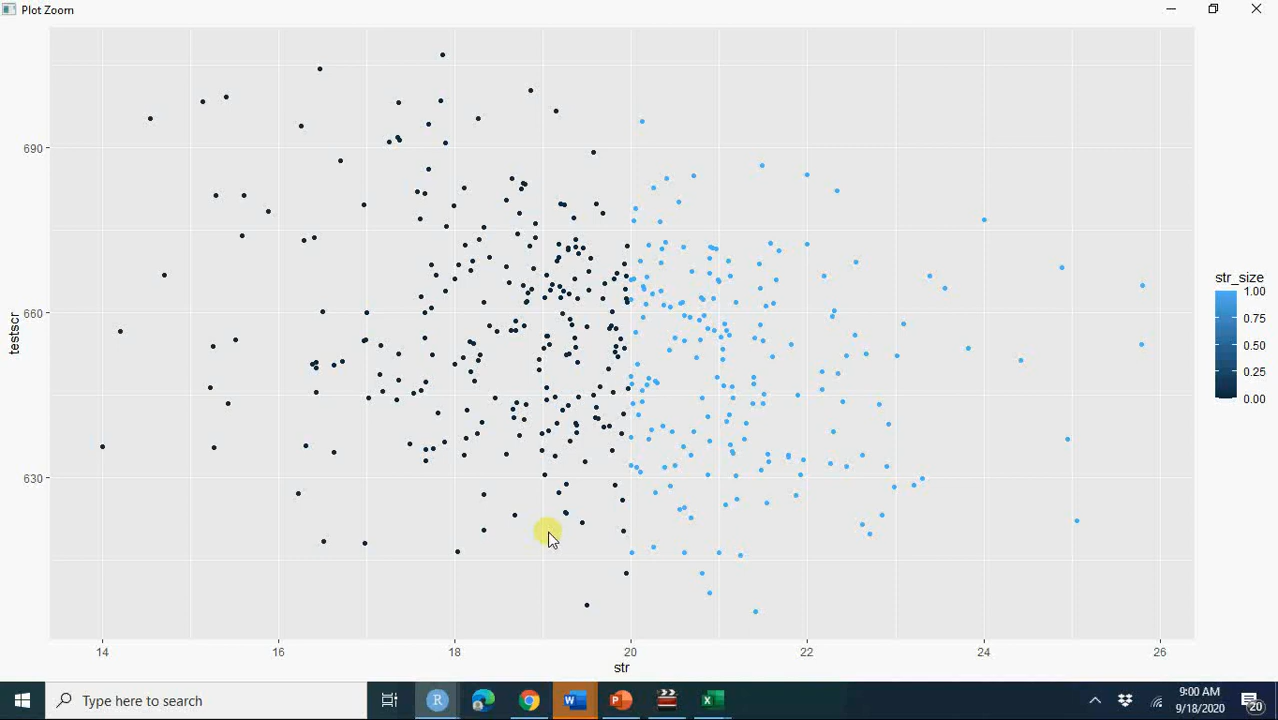 Plot Zoom
690
660
630
testscr
14
16
18
20
22
24
26
str
str_size
1.00
0.75
0.50
0.25
0.00
Type here to search
R
W
P
X
9:00 AM
9/18/2020
20